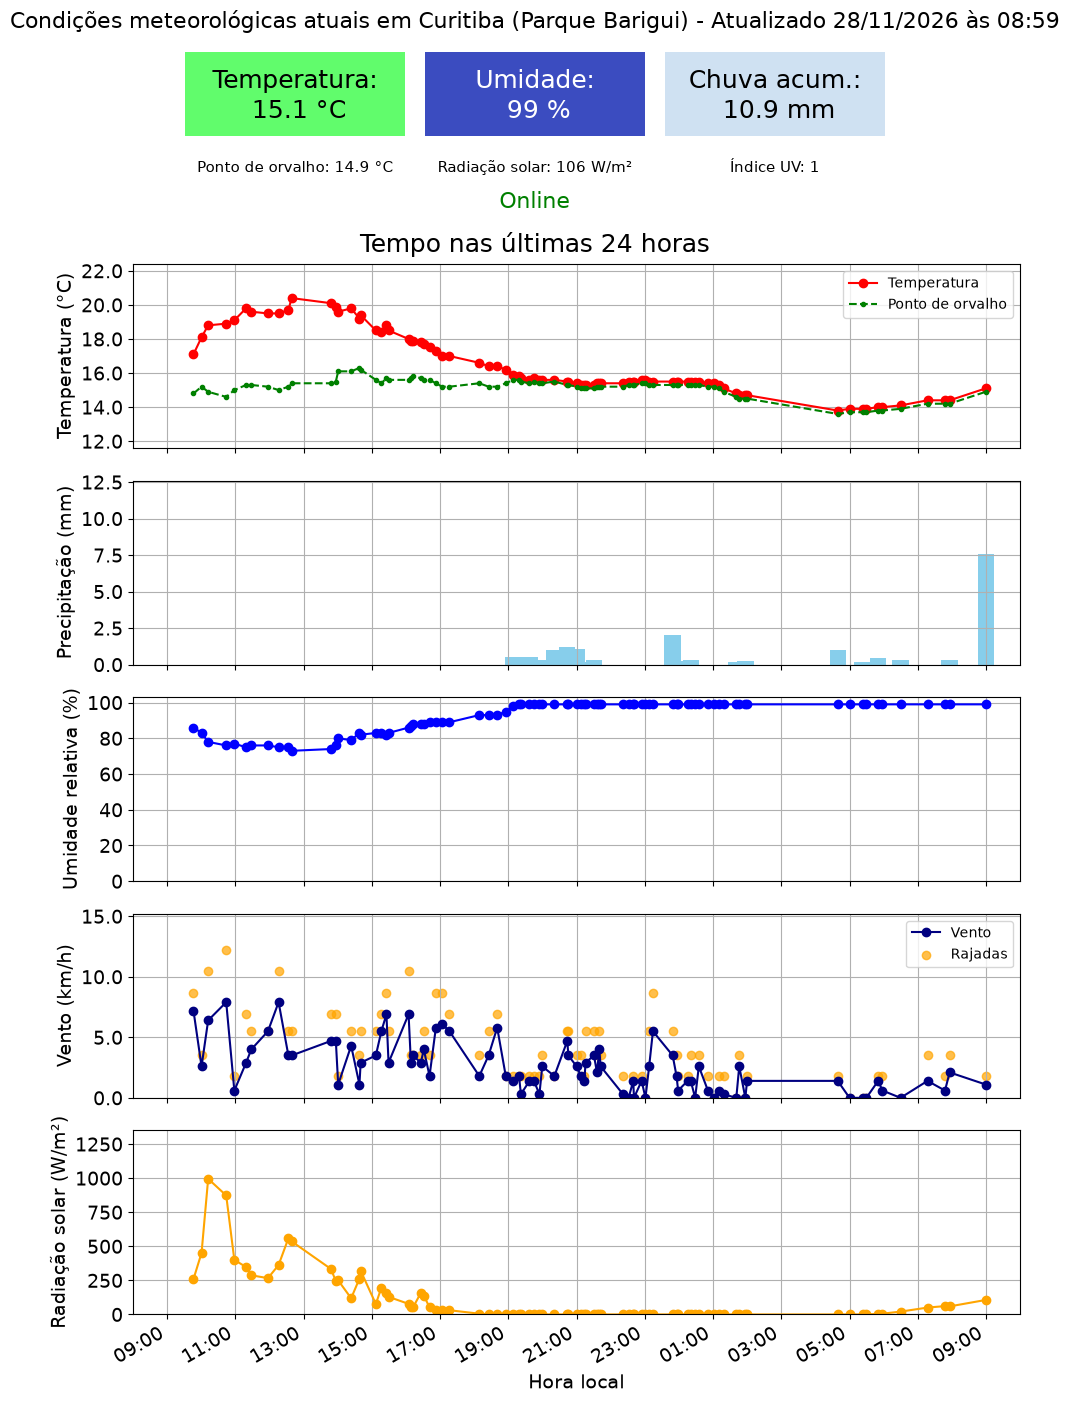 Condições meteorológicas atuais em Curitiba (Parque Barigui) - Atualizado 28/11/2026 às 08:59
Temperatura:
15.1 °C
Umidade:
99 %
Chuva acum.:
10.9 mm
Ponto de orvalho: 14.9 °C
Radiação solar: 106 W/m²
Índice UV: 1
Online
Tempo nas últimas 24 horas
Temperatura (°C)
22.0
20.0
18.0
16.0
14.0
12.0
Temperatura
Ponto de orvalho
Precipitação (mm)
12.5
10.0
7.5
5.0
2.5
0.0
Umidade relativa (%)
100
80
60
40
20
0
Vento (km/h)
15.0
10.0
5.0
0.0
Vento
Rajadas
Radiação solar (W/m²)
1250
1000
750
500
250
0
09:00
11:00
13:00
15:00
17:00
19:00
21:00
23:00
01:00
03:00
05:00
07:00
09:00
Hora local